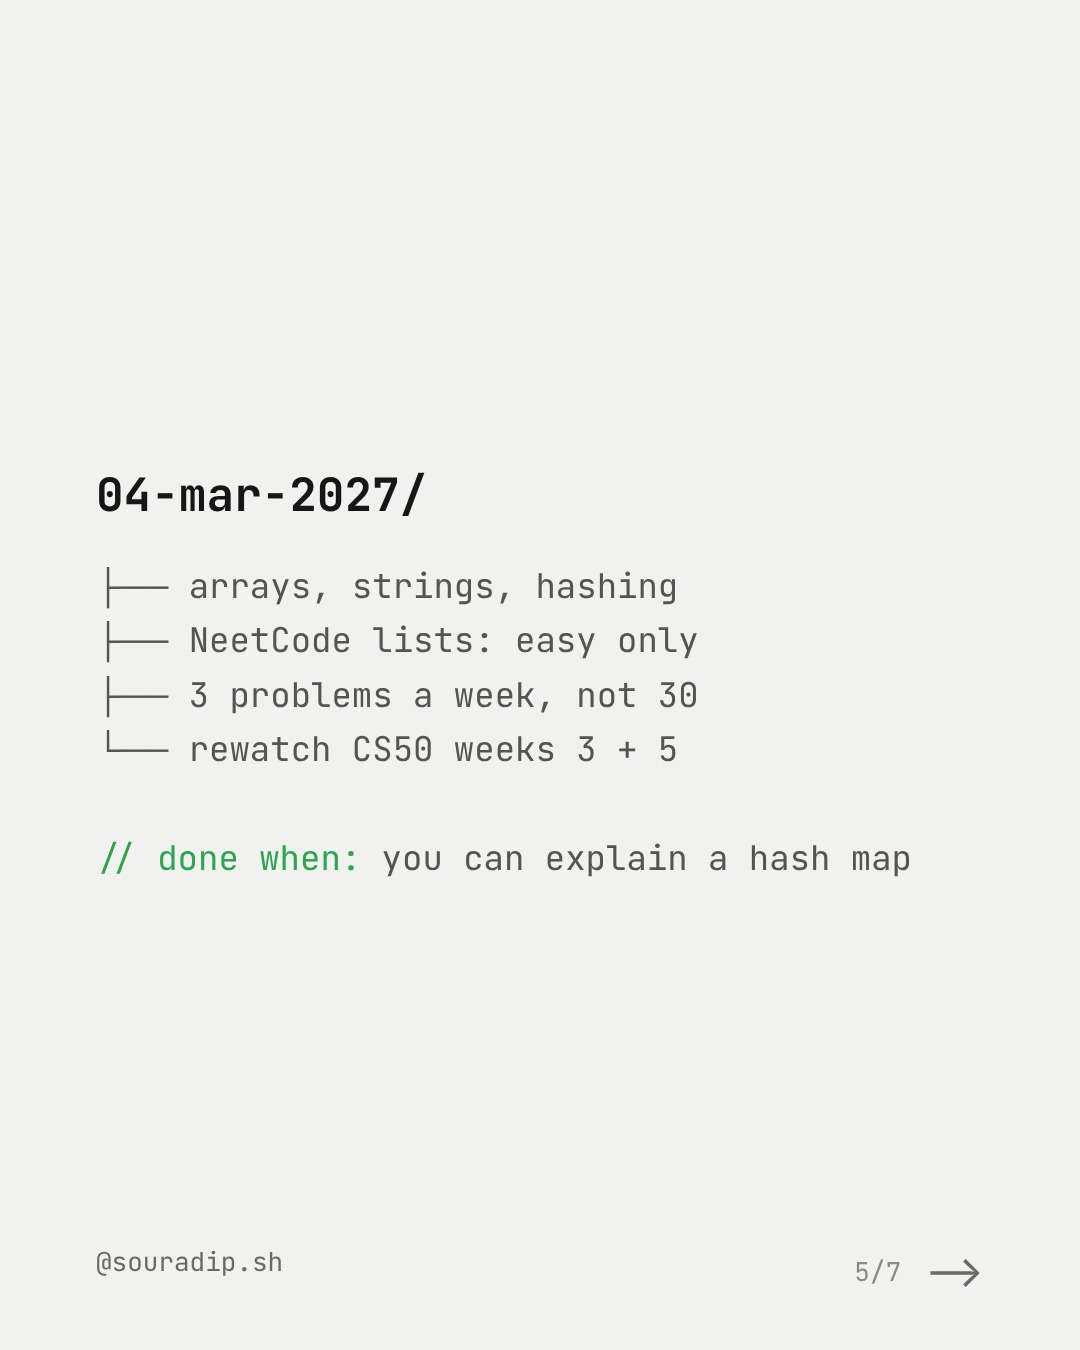 04-mar-2027/
├── arrays, strings, hashing
├── NeetCode lists: easy only
├── 3 problems a week, not 30
└── rewatch CS50 weeks 3 + 5
// done when: you can explain a hash map
@souradip.sh
5/7 →